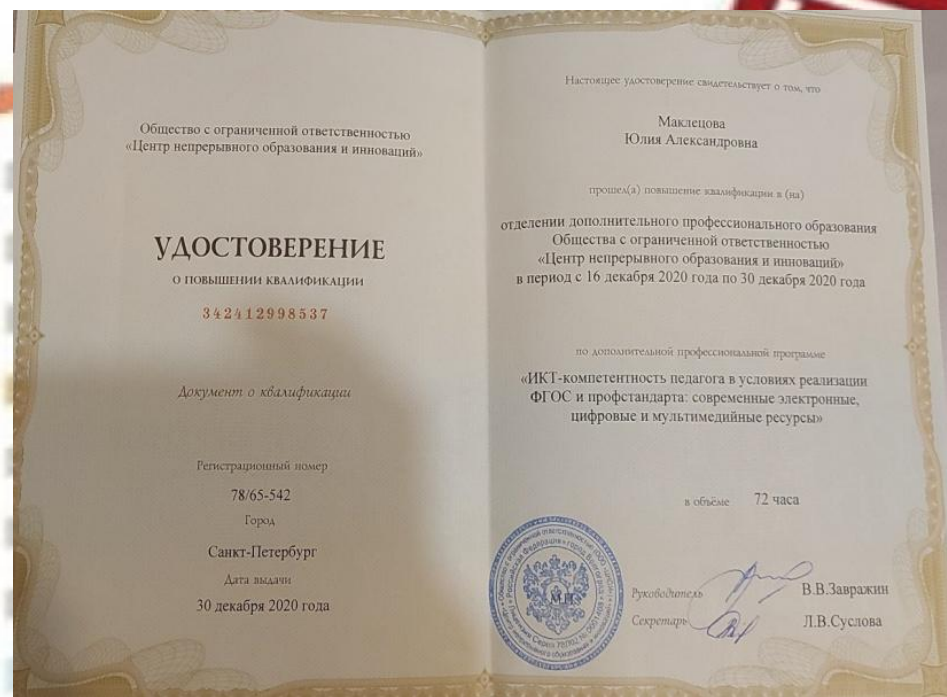 Общество с ограниченной ответственностью
«Центр непрерывного образования и инноваций»
УДОСТОВЕРЕНИЕ
О ПОВЫШЕНИИ КВАЛИФИКАЦИИ
342412998537
Документ о квалификации
Регистрационный номер
78/65-542
Город
Санкт-Петербург
Дата выдачи
30 декабря 2020 года
Настоящее удостоверение свидетельствует о том, что
Маклецова
Юлия Александровна
прошел(а) повышение квалификации в (на)
отделении дополнительного профессионального образования
Общества с ограниченной ответственностью
«Центр непрерывного образования и инноваций»
в период с 16 декабря 2020 года по 30 декабря 2020 года
по дополнительной профессиональной программе
«ИКТ-компетентность педагога в условиях реализации
ФГОС и профстандарта: современные электронные,
цифровые и мультимедийные ресурсы»
в объёме 72 часа
М.П.
Руководитель В.В.Завражин
Секретарь Л.В.Суслова